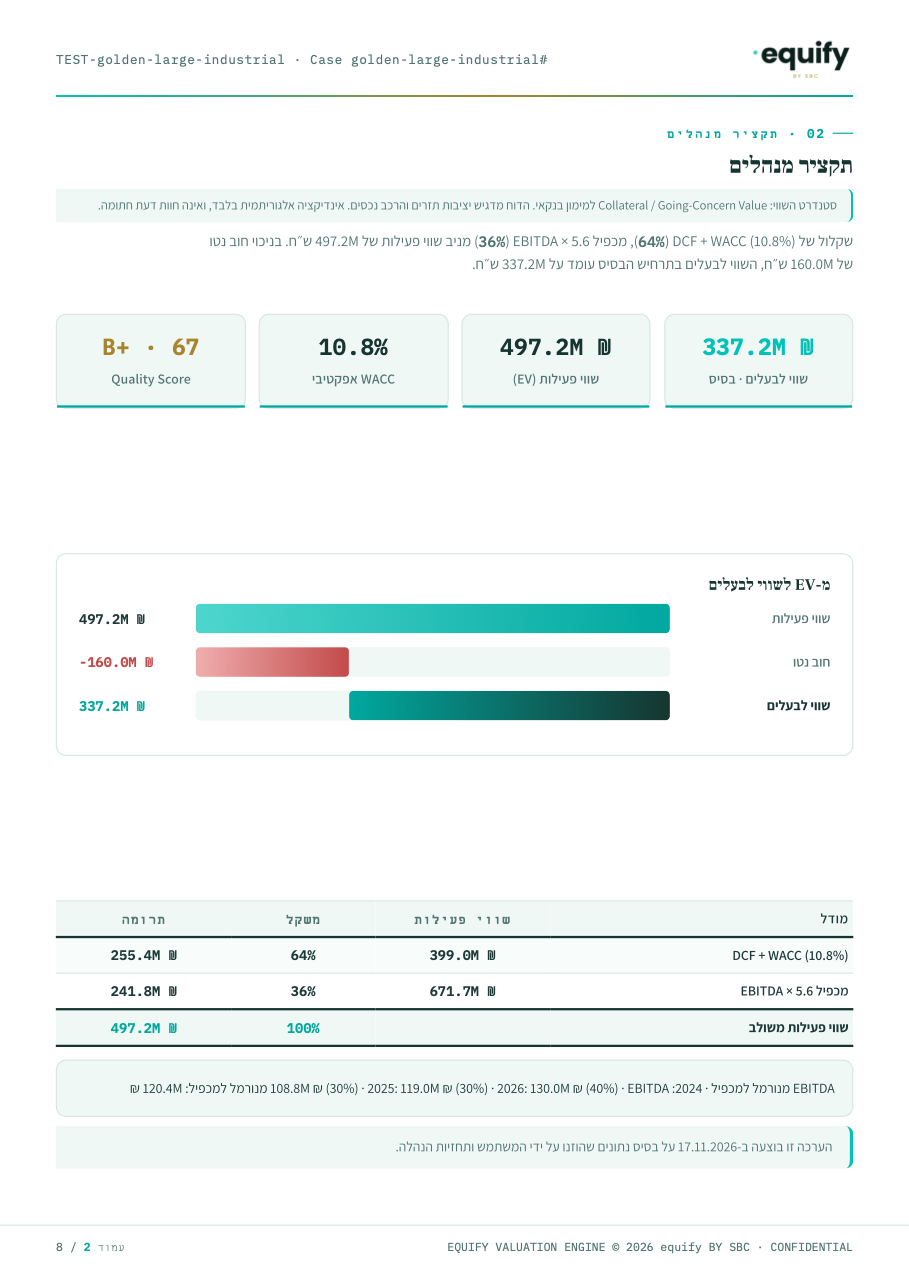 TEST-golden-large-industrial · Case golden-large-industrial#
equify
BY SBC
02 · תקציר מנהלים
תקציר מנהלים
סטנדרט השווי: Collateral / Going-Concern Value למימון בנקאי. הדוח מדגיש יציבות תזרים והרכב נכסים. אינדיקציה אלגוריתמית בלבד, ואינה חוות דעת חתומה.
שקלול של DCF + WACC (10.8%) (64%), מכפיל EBITDA × 5.6 (36%) מניב שווי פעילות של 497.2M ש״ח. בניכוי חוב נטו
של 160.0M ש״ח, השווי לבעלים בתרחיש הבסיס עומד על 337.2M ש״ח.
337.2M ₪
שווי לבעלים · בסיס
497.2M ₪
שווי פעילות (EV)
10.8%
WACC אפקטיבי
B+ · 67
Quality Score
מ-EV לשווי לבעלים
שווי פעילות 497.2M ₪
חוב נטו -160.0M ₪
שווי לבעלים 337.2M ₪
מודל שווי פעילות משקל תרומה
DCF + WACC (10.8%) 399.0M ₪ 64% 255.4M ₪
מכפיל EBITDA × 5.6 671.7M ₪ 36% 241.8M ₪
שווי פעילות משולב 100% 497.2M ₪
EBITDA מנורמל למכפיל · EBITDA :2024 · 2026: 130.0M ₪ (40%) · 2025: 119.0M ₪ (30%) · 108.8M ₪ (30%) מנורמל למכפיל: 120.4M ₪
הערכה זו בוצעה ב-17.11.2026 על בסיס נתונים שהוזנו על ידי המשתמש ותחזיות הנהלה.
EQUIFY VALUATION ENGINE © 2026 equify BY SBC · CONFIDENTIAL
עמוד 2 / 8